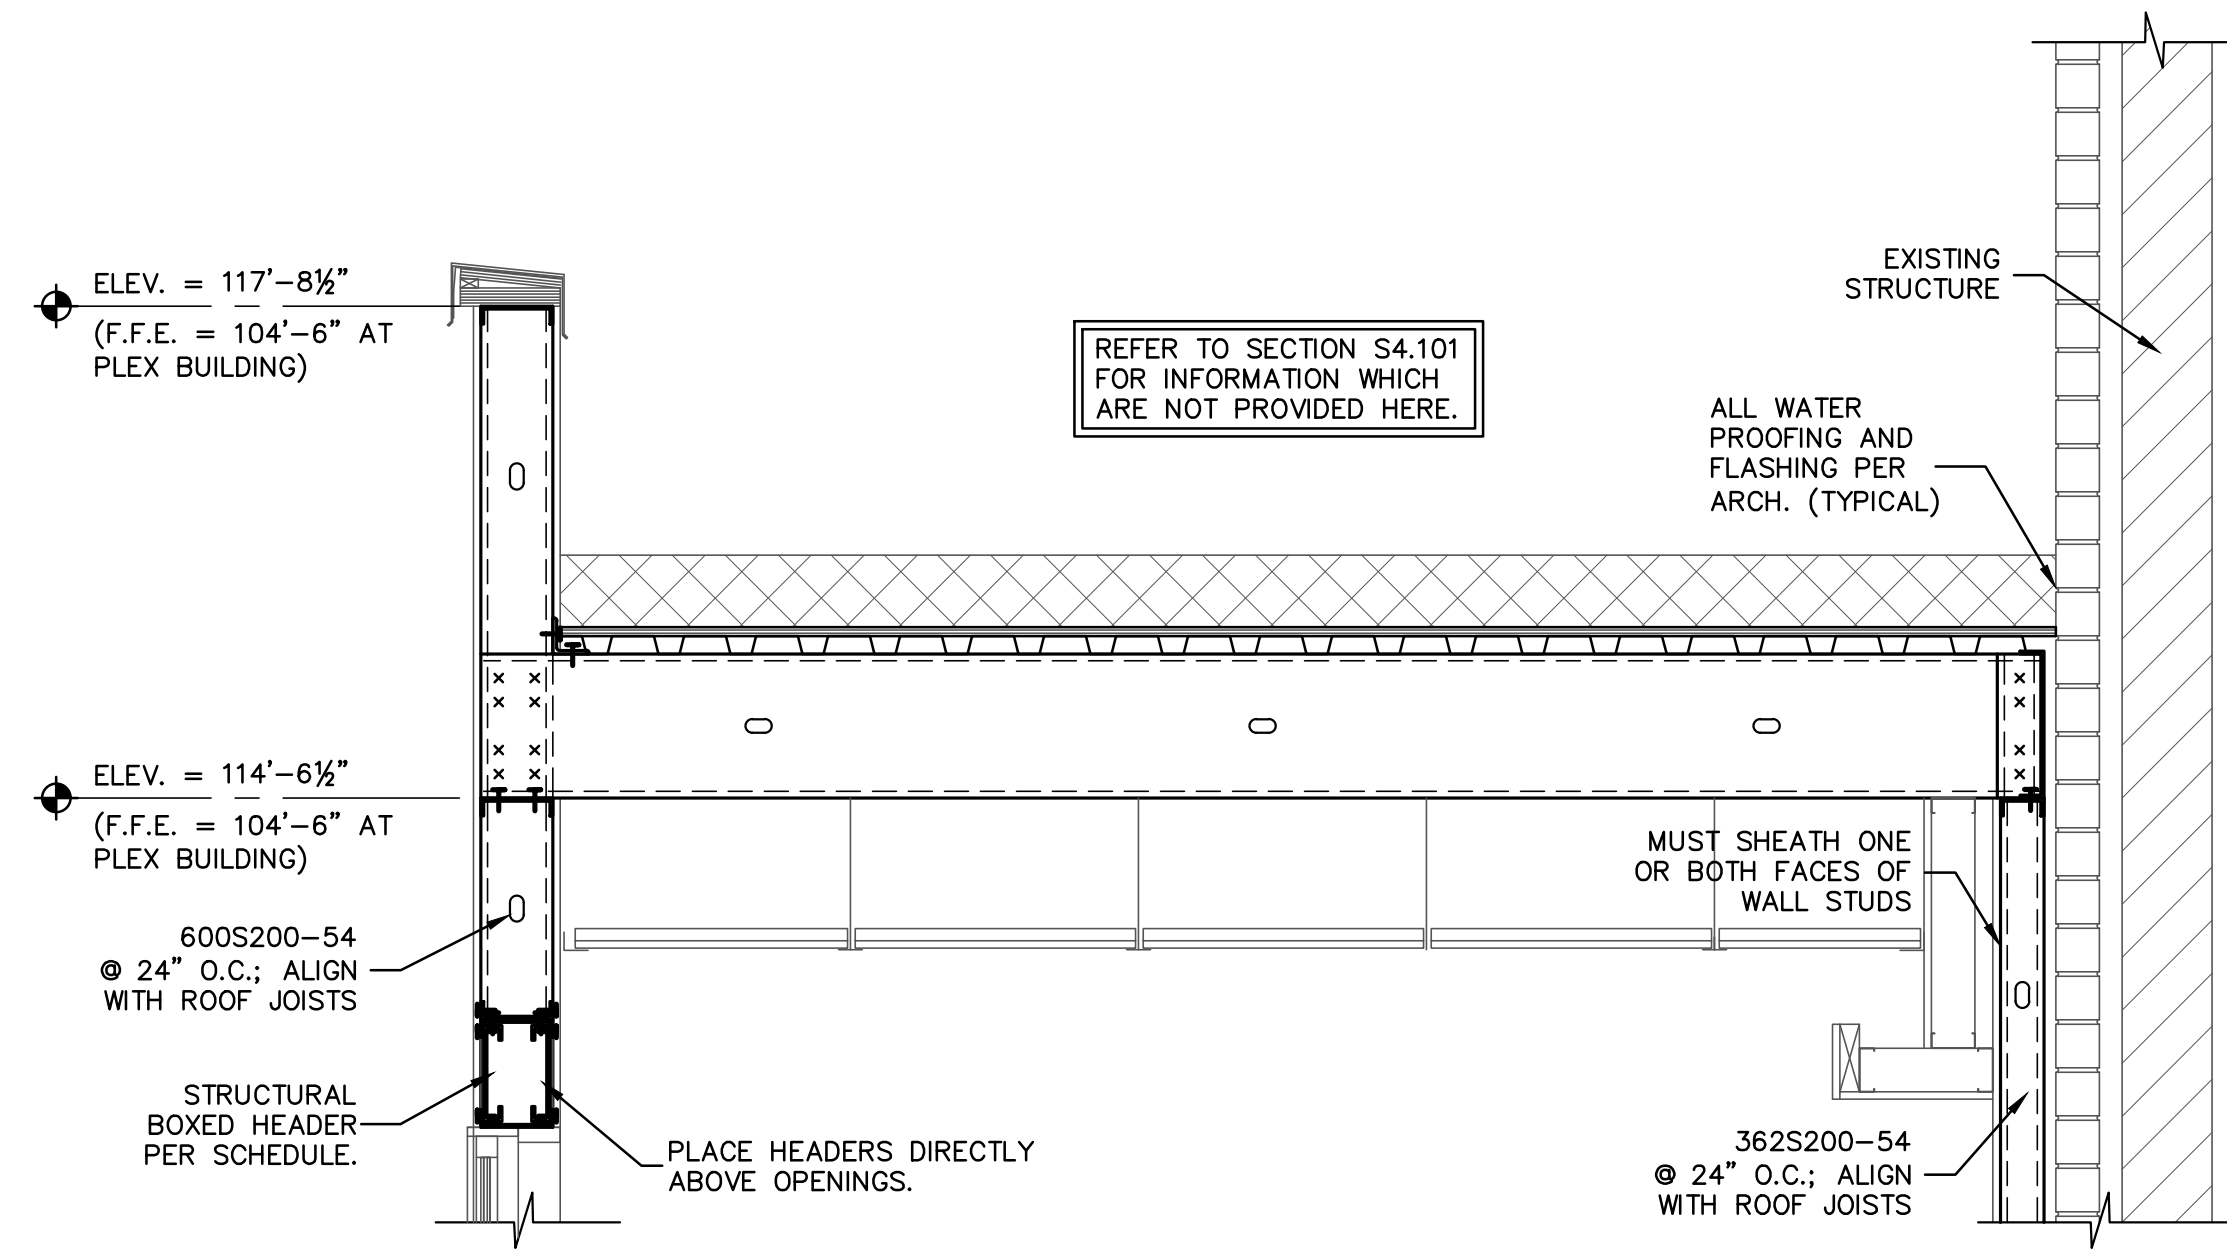 ELEV. = 117'-8½"
(F.F.E. = 104'-6" AT
PLEX BUILDING)
REFER TO SECTION S4.101
FOR INFORMATION WHICH
ARE NOT PROVIDED HERE.
EXISTING
STRUCTURE
ALL WATER
PROOFING AND
FLASHING PER
ARCH. (TYPICAL)
ELEV. = 114'-6½"
(F.F.E. = 104'-6" AT
PLEX BUILDING)
MUST SHEATH ONE
OR BOTH FACES OF
WALL STUDS
600S200-54
@ 24" O.C.; ALIGN
WITH ROOF JOISTS
STRUCTURAL
BOXED HEADER
PER SCHEDULE.
PLACE HEADERS DIRECTLY
ABOVE OPENINGS.
362S200-54
@ 24" O.C.; ALIGN
WITH ROOF JOISTS